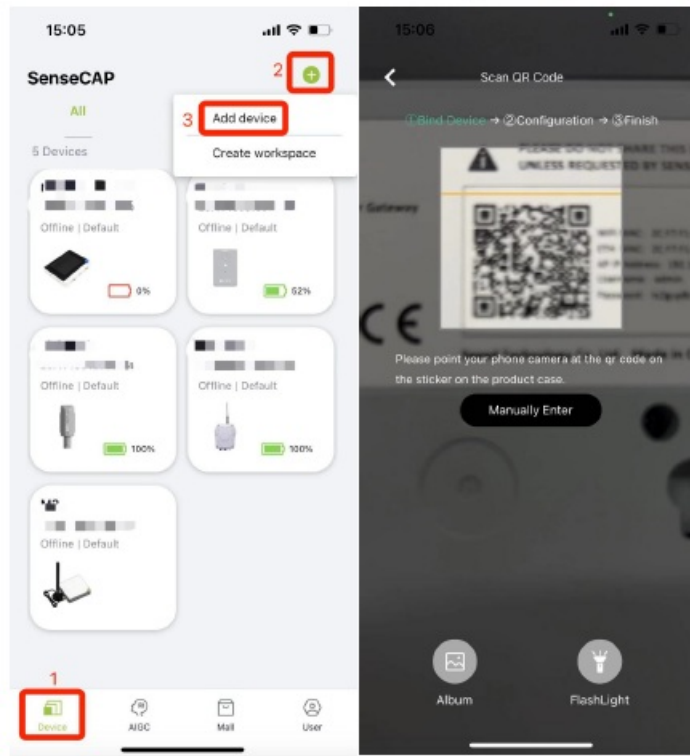 15:05
SenseCAP
2
All
3
Add device
5 Devices
Create workspace
Offline | Default
Offline | Default
0%
52%
Offline | Default
Offline | Default
100%
100%
Offline | Default
1
Device
AIGC
Mall
User
15:06
Scan QR Code
①Bind Device → ②Configuration → ③Finish
PLEASE DO NOT SHARE THIS
UNLESS REQUESTED BY SENS
Gateway
CE
Please point your phone camera at the qr code on
the sticker on the product case.
Manually Enter
Album
FlashLight